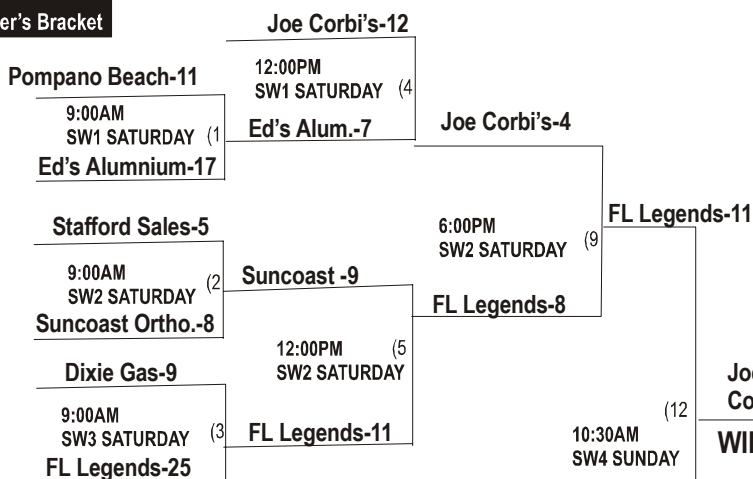 er's Bracket
Joe Corbi's-12
Pompano Beach-11
12:00PM
SW1 SATURDAY (4
9:00AM
SW1 SATURDAY (1
Ed's Alum.-7
Joe Corbi's-4
Ed's Alumnium-17
Stafford Sales-5
FL Legends-11
6:00PM
SW2 SATURDAY (9
9:00AM
SW2 SATURDAY (2
Suncoast -9
FL Legends-8
Suncoast Ortho.-8
12:00PM (5
SW2 SATURDAY
Dixie Gas-9
9:00AM
SW3 SATURDAY (3
FL Legends-11
(12
10:30AM
SW4 SUNDAY
FL Legends-25